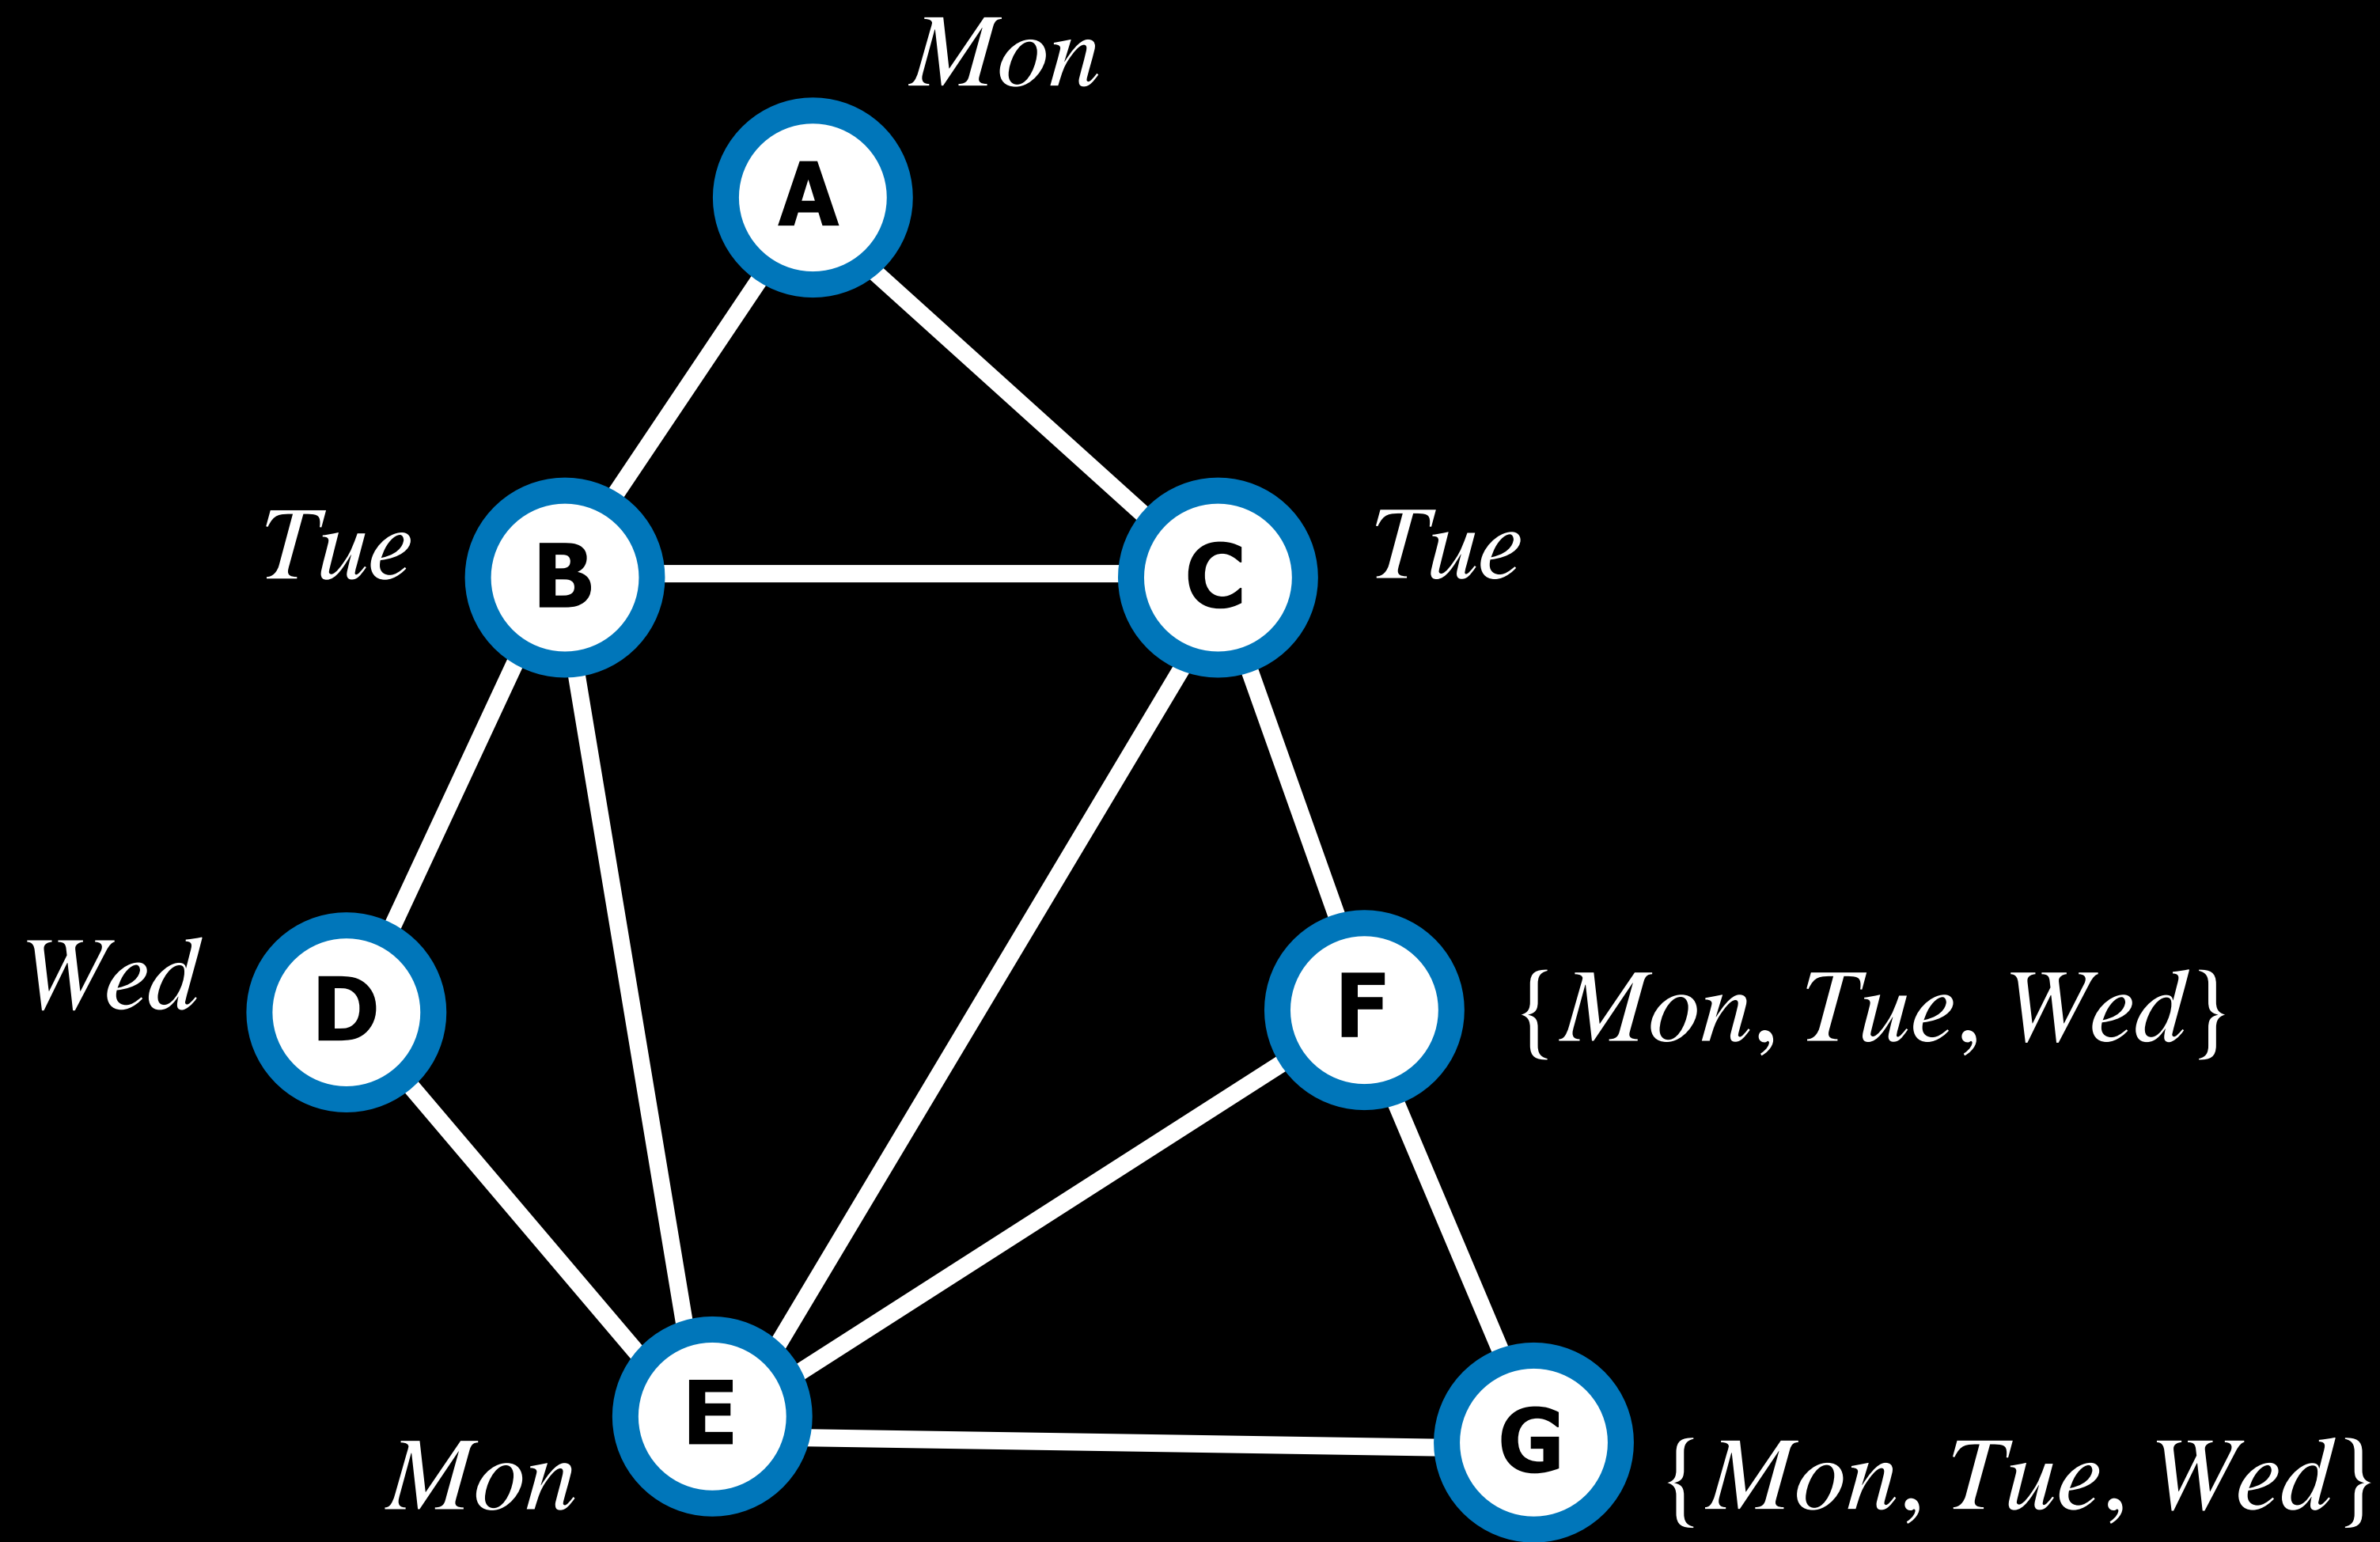 Mon
A
Tue
B
C
Tue
Wed
D
F
{Mon, Tue, Wed}
E
Mon
G
{Mon, Tue, Wed}